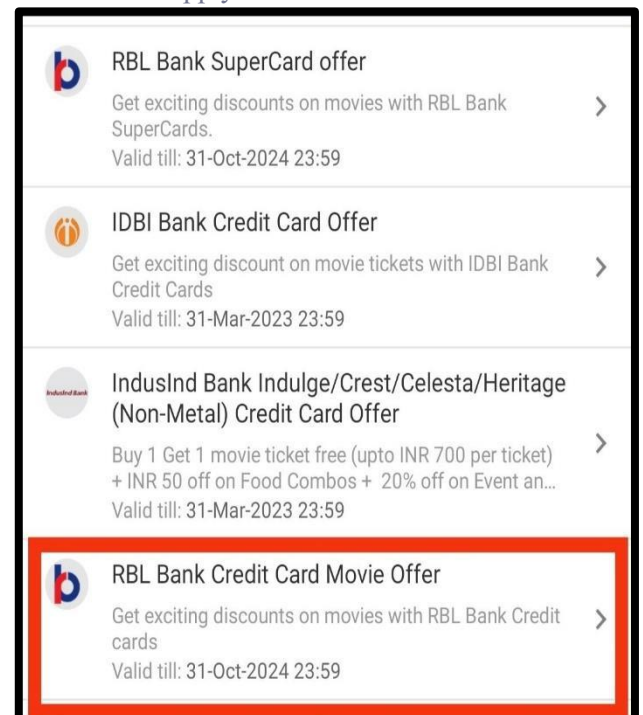 RBL Bank SuperCard offer
Get exciting discounts on movies with RBL Bank
SuperCards.
Valid till: 31-Oct-2024 23:59
IDBI Bank Credit Card Offer
Get exciting discount on movie tickets with IDBI Bank
Credit Cards
Valid till: 31-Mar-2023 23:59
IndusInd Bank
IndusInd Bank Indulge/Crest/Celesta/Heritage
(Non-Metal) Credit Card Offer
Buy 1 Get 1 movie ticket free (upto INR 700 per ticket)
+ INR 50 off on Food Combos + 20% off on Event an...
Valid till: 31-Mar-2023 23:59
RBL Bank Credit Card Movie Offer
Get exciting discounts on movies with RBL Bank Credit
cards
Valid till: 31-Oct-2024 23:59